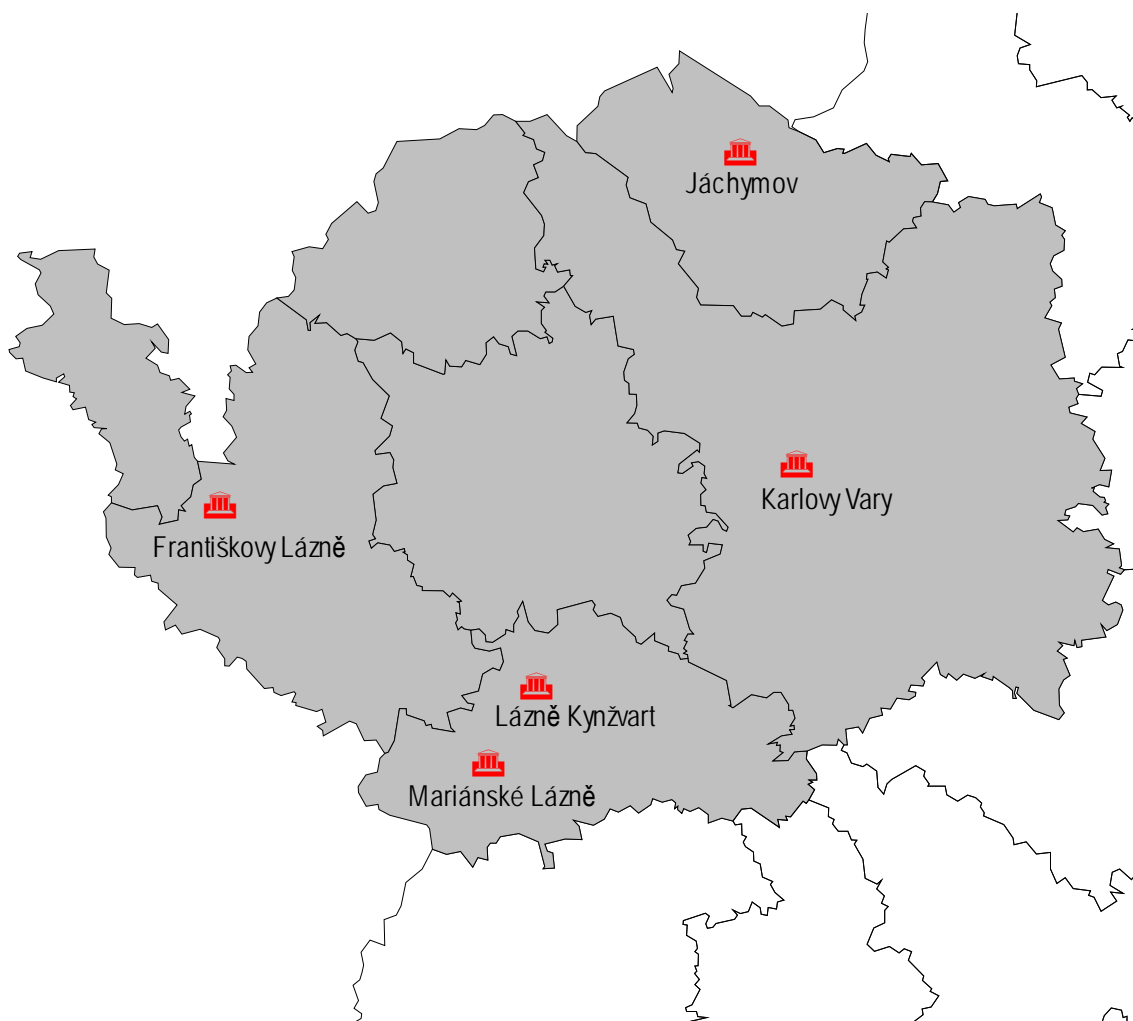 Jáchymov
Karlovy Vary
Františkovy Lázně
Lázně Kynžvart
Mariánské Lázně